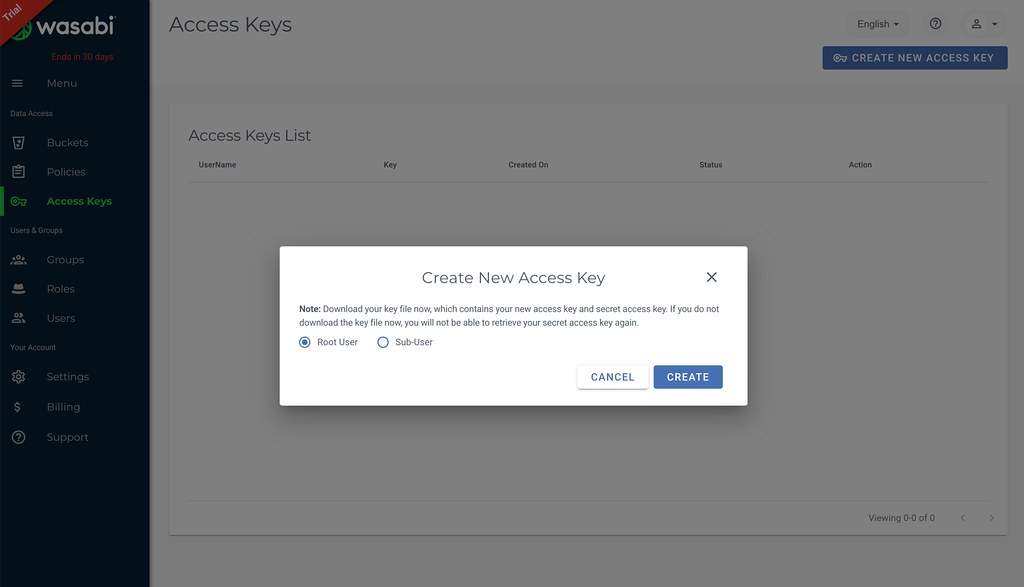 Trial
wasabi
Ends in 30 days
Menu
Data Access
Buckets
Policies
Access Keys
Users & Groups
Groups
Roles
Users
Your Account
Settings
Billing
Support
Access Keys
English
CREATE NEW ACCESS KEY
Access Keys List
UserName Key Created On Status Action
Create New Access Key
Note: Download your key file now, which contains your new access key and secret access key. If you do not
download the key file now, you will not be able to retrieve your secret access key again.
Root User Sub-User
CANCEL CREATE
Viewing 0-0 of 0